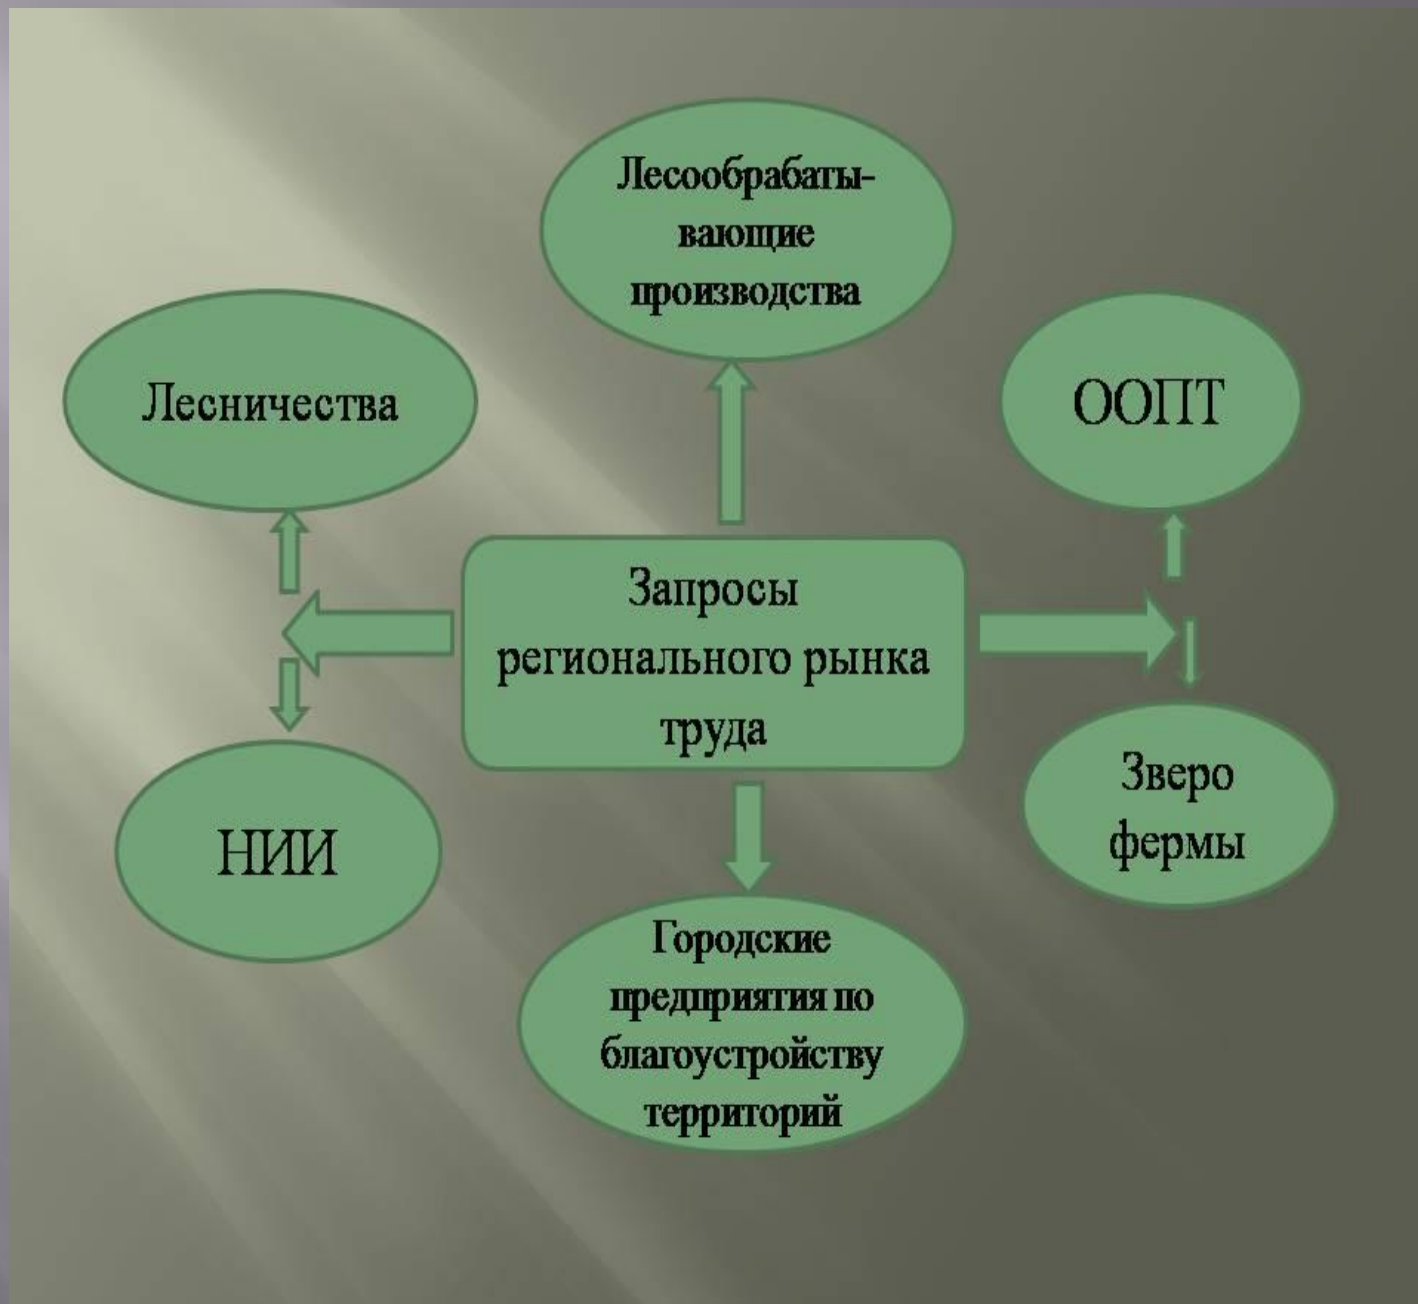 Лесообрабаты-
вающие
производства
Лесничества
ООПТ
Запросы
регионального рынка
труда
НИИ
Зверо
фермы
Городские
предприятия по
благоустройству
территорий